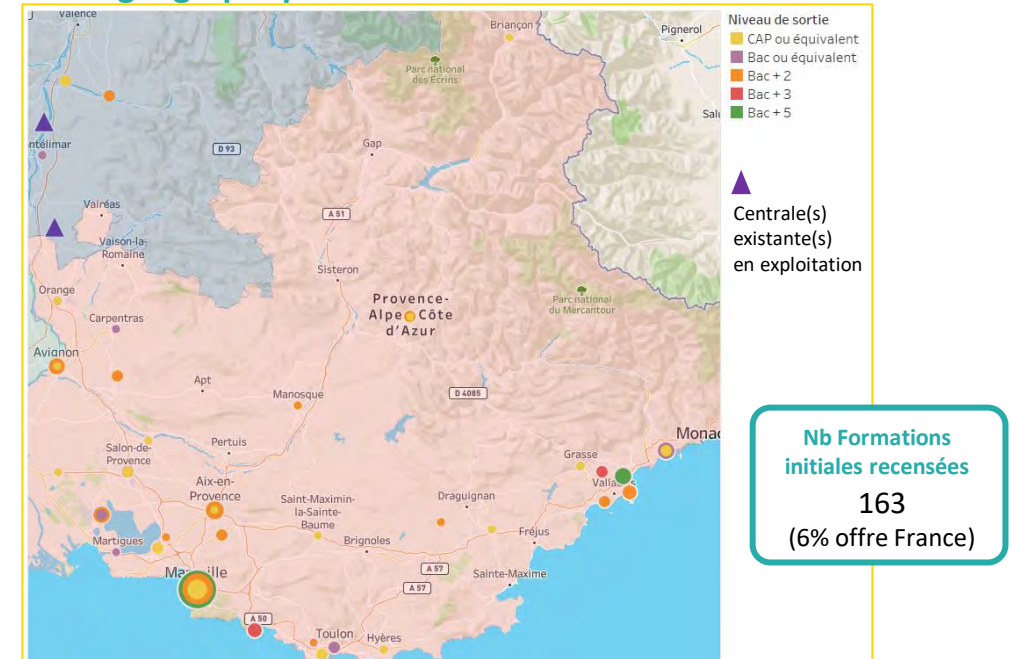 Valence
Briançon
Pignerol
Parc national
des Écrins
D 93
Gap
Valréas
A 51
Vaison-la-
Romaine
Sisteron
Orange
Provence-
Alpe Côte
d'Azur
Parc national
du Mercantour
Carpentras
Avignon
Apt
Manosque
D 4085
Salon-de-
Provence
Pertuis
Grasse
Aix-en-
Provence
Saint-Maximin-
la-Sainte-
Baume
Draguignan
Brignoles
Fréjus
Martigues
A 57
A 57
Sainte-Maxime
A 50
Toulon
Hyères
Niveau de sortie
CAP ou équivalent
Bac ou équivalent
Bac + 2
Bac + 3
Bac + 5
Centrale(s)
existante(s)
en exploitation
Nb Formations
initiales recensées
163
(6% offre France)